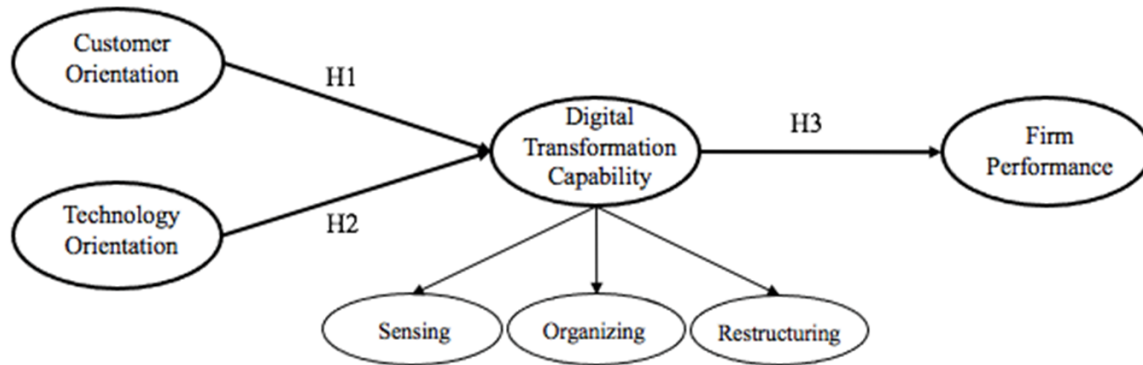 Customer
Orientation
H1
Technology
Orientation
H2
Digital
Transformation
Capability
H3
Firm
Performance
Sensing
Organizing
Restructuring